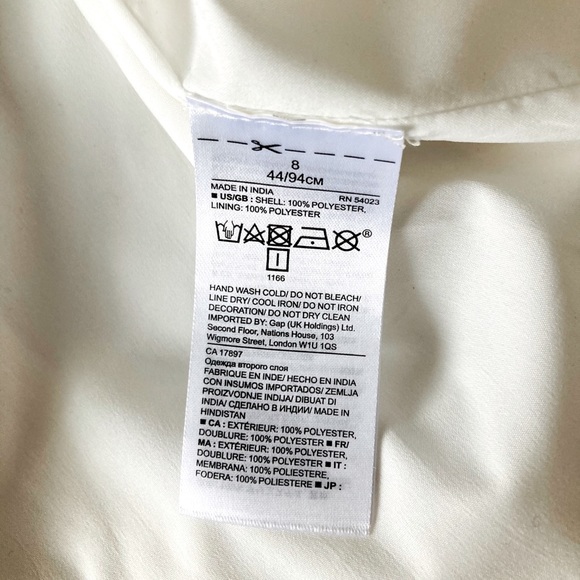 8
44/94CM
MADE IN INDIA RN 54023
■ US/GB : SHELL: 100% POLYESTER,
LINING: 100% POLYESTER
®
1166
HAND WASH COLD/ DO NOT BLEACH/
LINE DRY/ COOL IRON/ DO NOT IRON
DECORATION/ DO NOT DRY CLEAN
IMPORTED BY: Gap (UK Holdings) Ltd.
Second Floor, Nations House, 103
Wigmore Street, London W1U 1QS
CA 17897
Одежда второго слоя
FABRIQUE EN INDE/ HECHO EN INDIA
CON INSUMOS IMPORTADOS/ ZEMLJA
PROIZVODNJE INDIJA/ DIBUAT DI
INDIA/ СДЕЛАНО В ИНДИИ/ MADE IN
HINDISTAN
■ CA : EXTÉRIEUR: 100% POLYESTER,
DOUBLURE: 100% POLYESTER ■ FR/
MA : EXTÉRIEUR: 100% POLYESTER,
DOUBLURE: 100% POLYESTER ■ IT :
MEMBRANA: 100% POLIESTERE,
FODERA: 100% POLIESTERE ■ JP :